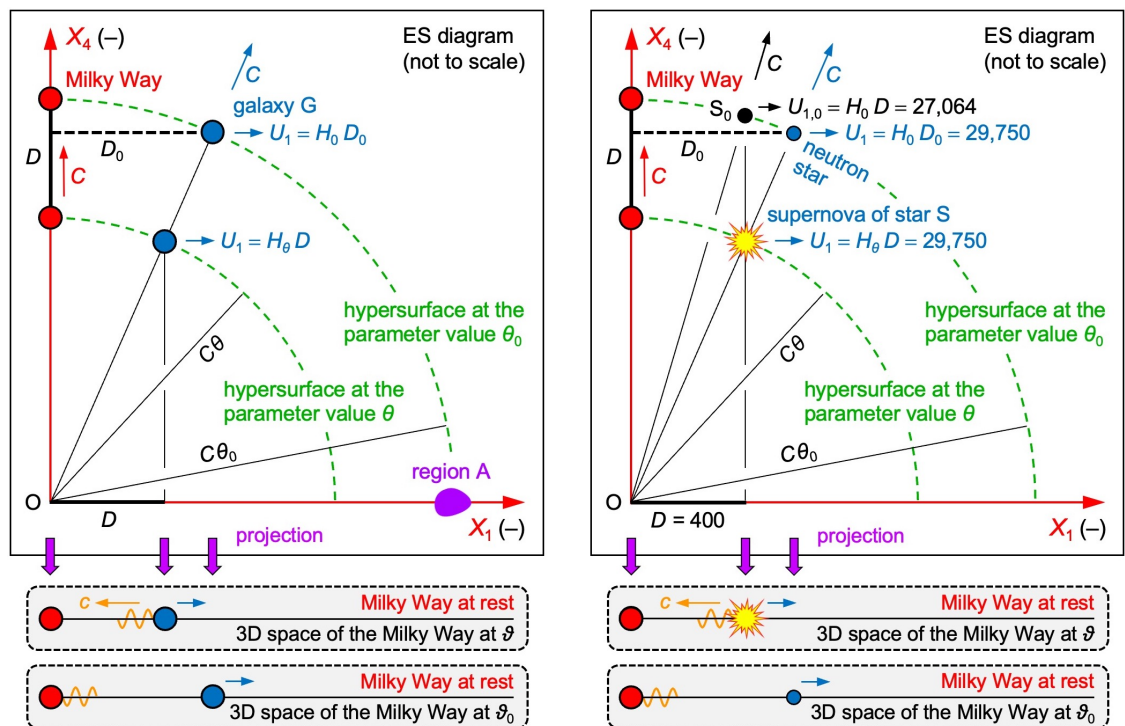 X₄ (–)
ES diagram
(not to scale)
Milky Way
C
galaxy G
U₁ = H₀ D₀
D
D₀
C
U₁ = H_θ D
hypersurface at the
parameter value θ₀
Cθ
hypersurface at the
parameter value θ
Cθ₀
region A
O
D
X₁ (–)
projection
c
Milky Way at rest
3D space of the Milky Way at ϑ
Milky Way at rest
3D space of the Milky Way at ϑ₀
X₄ (–)
ES diagram
(not to scale)
C
C
Milky Way
S₀
U₁,₀ = H₀ D = 27,064
U₁ = H₀ D₀ = 29,750
D
D₀
neutron
star
C
supernova of star S
U₁ = H_θ D = 29,750
hypersurface at the
parameter value θ₀
Cθ
hypersurface at the
parameter value θ
Cθ₀
O
D = 400
X₁ (–)
projection
c
Milky Way at rest
3D space of the Milky Way at ϑ
Milky Way at rest
3D space of the Milky Way at ϑ₀